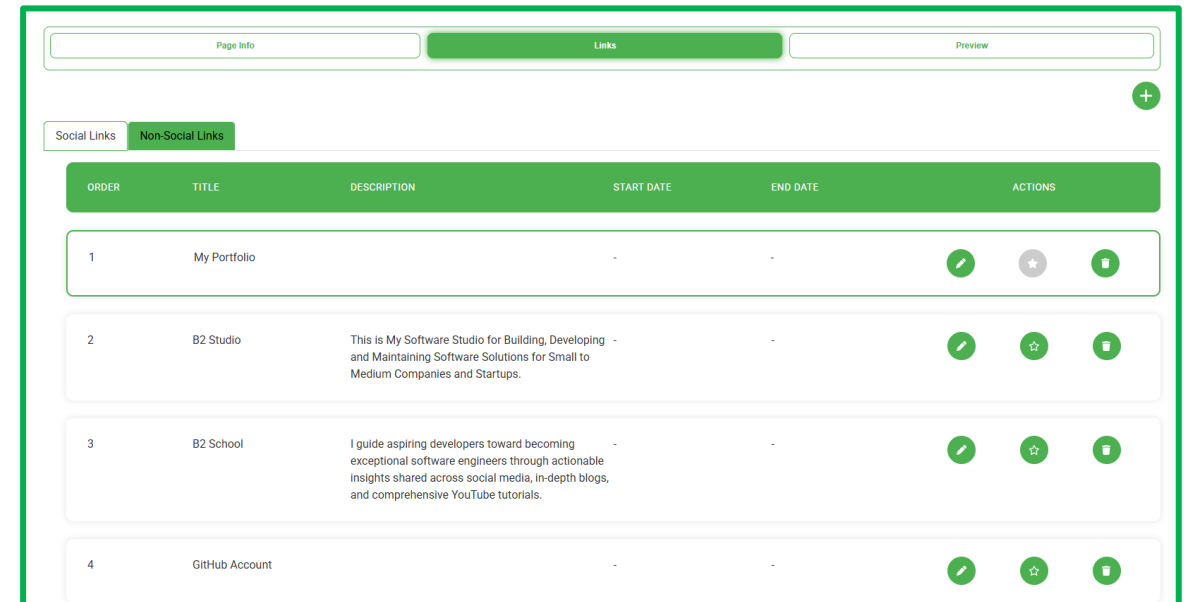 Page Info
Links
Preview
Social Links
Non-Social Links
ORDER TITLE DESCRIPTION START DATE END DATE ACTIONS
1 My Portfolio - -
2 B2 Studio This is My Software Studio for Building, Developing - -
and Maintaining Software Solutions for Small to
Medium Companies and Startups.
3 B2 School I guide aspiring developers toward becoming - -
exceptional software engineers through actionable
insights shared across social media, in-depth blogs,
and comprehensive YouTube tutorials.
4 GitHub Account - -